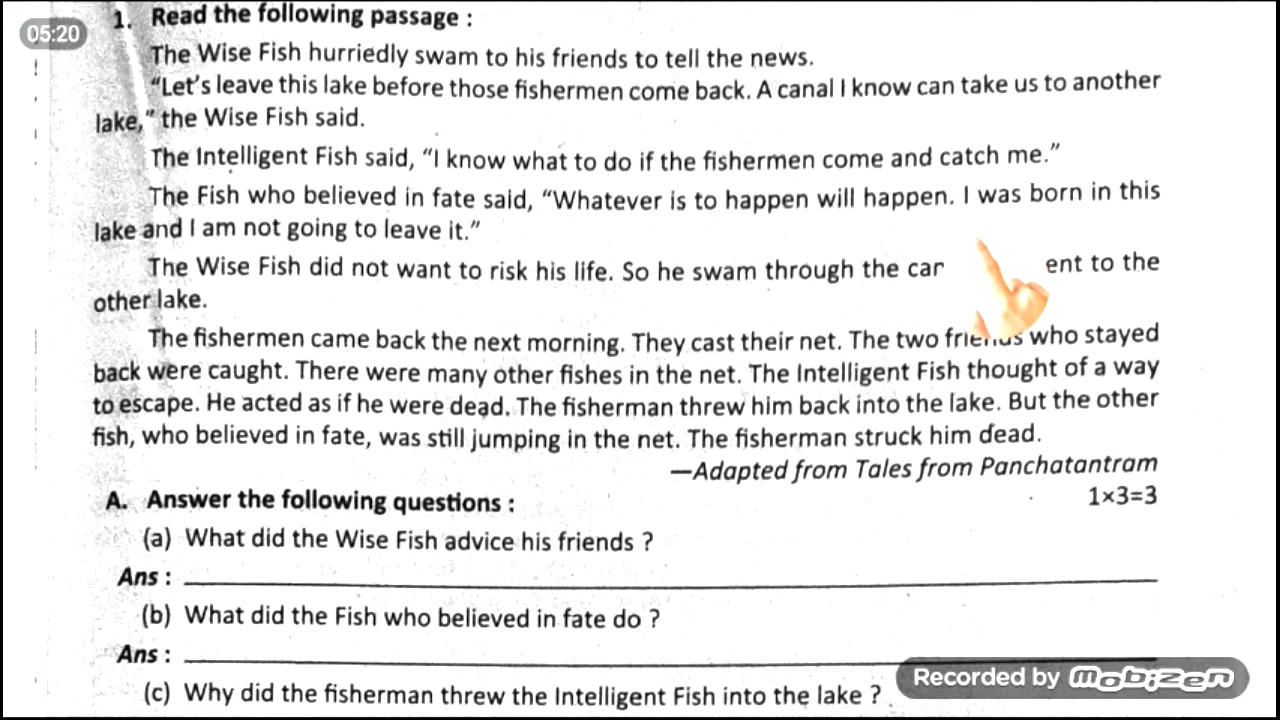 05:20
1. Read the following passage :
The Wise Fish hurriedly swam to his friends to tell the news.
"Let's leave this lake before those fishermen come back. A canal I know can take us to another
lake," the Wise Fish said.
The Intelligent Fish said, "I know what to do if the fishermen come and catch me."
The Fish who believed in fate said, "Whatever is to happen will happen. I was born in this
lake and I am not going to leave it."
The Wise Fish did not want to risk his life. So he swam through the to the
other lake.
The fishermen came back the next morning. They cast their net. The two friends who stayed
back were caught. There were many other fishes in the net. The Intelligent Fish thought of a way
to escape. He acted as if he were dead. The fisherman threw him back into the lake. But the other
fish, who believed in fate, was still jumping in the net. The fisherman struck him dead.
—Adapted from Tales from Panchatantram
A. Answer the following questions : 1×3=3
(a) What did the Wise Fish advice his friends ?
Ans :
(b) What did the Fish who believed in fate do ?
Ans :
(c) Why did the fisherman threw the Intelligent Fish into the lake ?
Recorded by mobizen